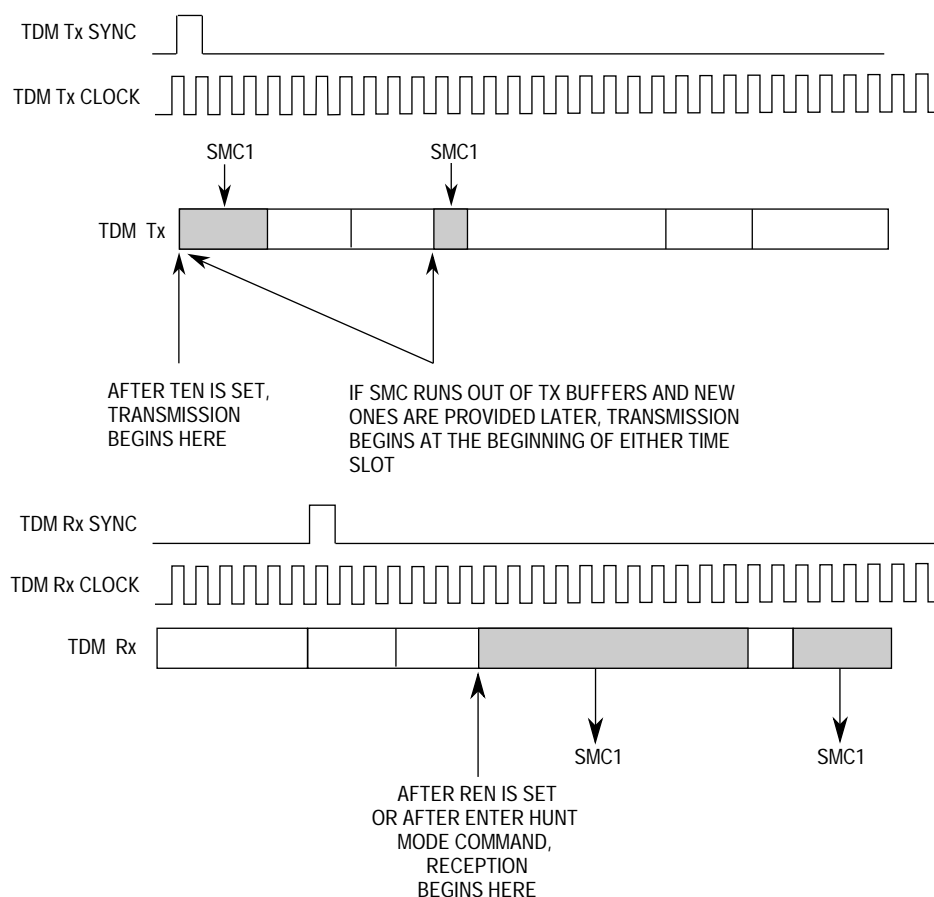 TDM Tx SYNC
TDM Tx CLOCK
SMC1
SMC1
TDM Tx
AFTER TEN IS SET,
TRANSMISSION
BEGINS HERE
IF SMC RUNS OUT OF TX BUFFERS AND NEW
ONES ARE PROVIDED LATER, TRANSMISSION
BEGINS AT THE BEGINNING OF EITHER TIME
SLOT
TDM Rx SYNC
TDM Rx CLOCK
TDM Rx
SMC1
SMC1
AFTER REN IS SET
OR AFTER ENTER HUNT
MODE COMMAND,
RECEPTION
BEGINS HERE